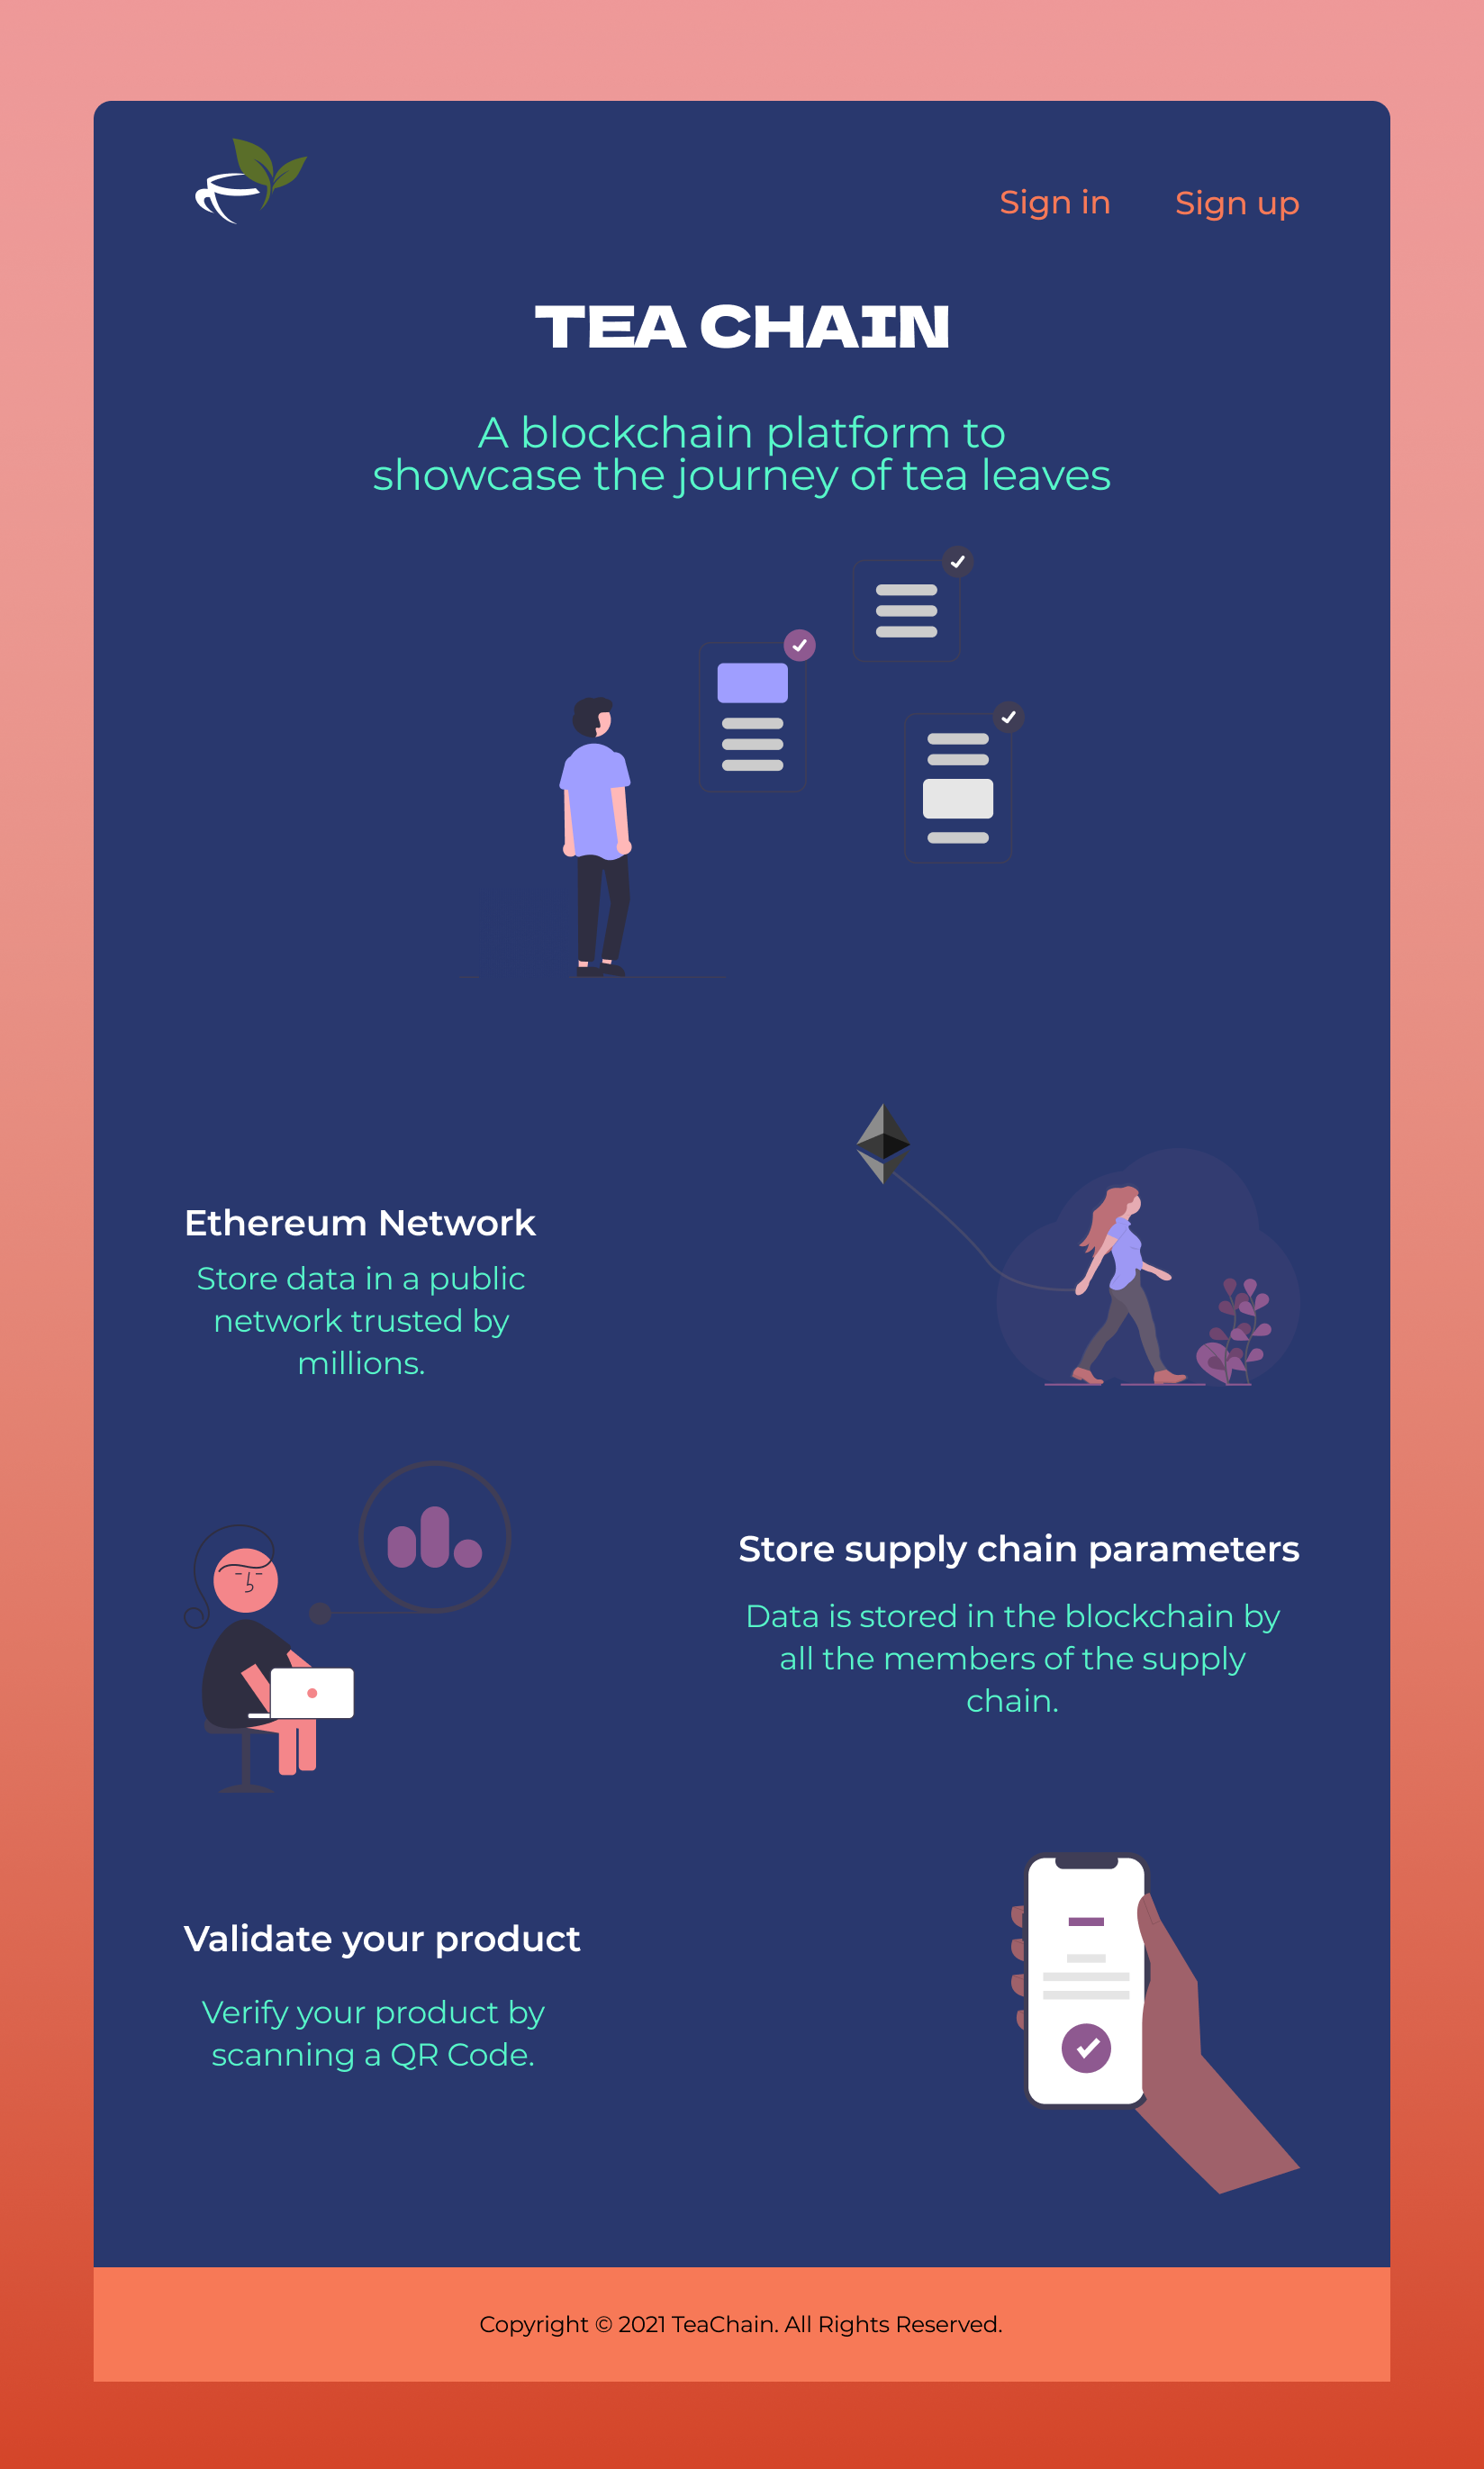 Sign in Sign up
TEA CHAIN
A blockchain platform to
showcase the journey of tea leaves
Ethereum Network
Store data in a public
network trusted by
millions.
Store supply chain parameters
Data is stored in the blockchain by
all the members of the supply
chain.
Validate your product
Verify your product by
scanning a QR Code.
Copyright © 2021 TeaChain. All Rights Reserved.